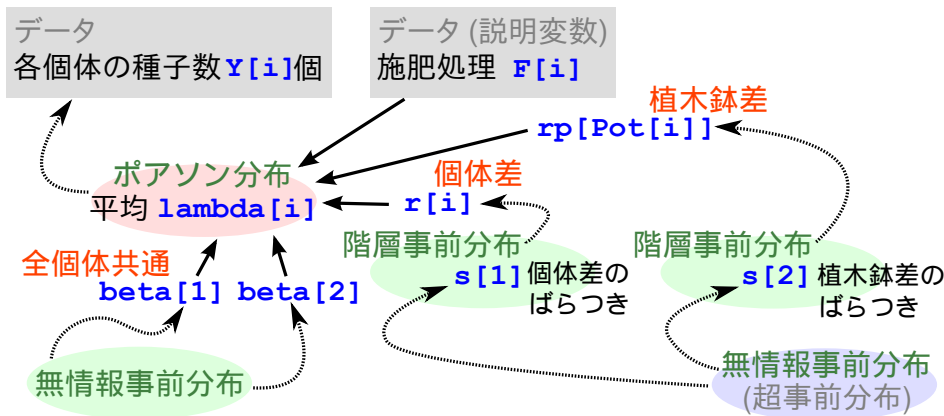 データ
各個体の種子数 Y[i]個
データ (説明変数)
施肥処理 F[i]
植木鉢差
rp[Pot[i]]
ポアソン分布
平均 lambda[i]
個体差
r[i]
全個体共通
beta[1] beta[2]
階層事前分布
s[1] 個体差の
ばらつき
階層事前分布
s[2] 植木鉢差の
ばらつき
無情報事前分布
無情報事前分布
(超事前分布)